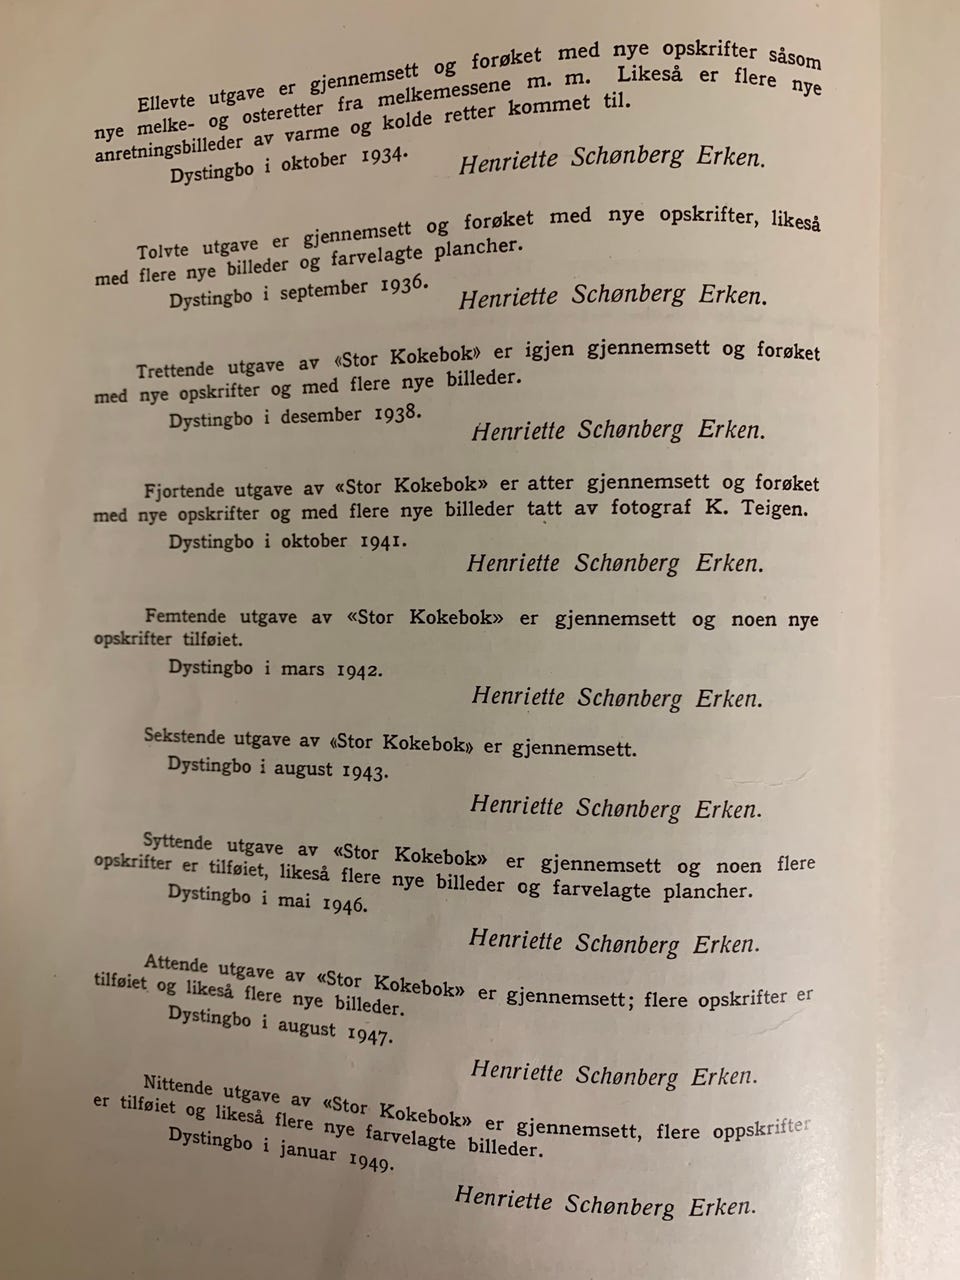 Ellevte utgave er gjennemsett og forøket med nye opskrifter såsom
nye melke- og osteretter fra melkemessene m. m. Likeså er flere nye
anretningsbilleder av varme og kolde retter kommet til.
Dystingbo i oktober 1934.
Henriette Schønberg Erken.
Tolvte utgave er gjennemsett og forøket med nye opskrifter, likeså
med flere nye billeder og farvelagte plancher.
Dystingbo i september 1936.
Henriette Schønberg Erken.
Trettende utgave av «Stor Kokebok» er igjen gjennemsett og forøket
med nye opskrifter og med flere nye billeder.
Dystingbo i desember 1938.
Henriette Schønberg Erken.
Fjortende utgave av «Stor Kokebok» er atter gjennemsett og forøket
med nye opskrifter og med flere nye billeder tatt av fotograf K. Teigen.
Dystingbo i oktober 1941.
Henriette Schønberg Erken.
Femtende utgave av «Stor Kokebok» er gjennemsett og noen nye
opskrifter tilføiet.
Dystingbo i mars 1942.
Henriette Schønberg Erken.
Sekstende utgave av «Stor Kokebok» er gjennemsett.
Dystingbo i august 1943.
Henriette Schønberg Erken.
Syttende utgave av «Stor Kokebok» er gjennemsett og noen flere
opskrifter er tilføiet, likeså flere nye billeder og farvelagte plancher.
Dystingbo i mai 1946.
Henriette Schønberg Erken.
Attende utgave av «Stor Kokebok» er gjennemsett; flere opskrifter er
tilføiet og likeså flere nye billeder.
Dystingbo i august 1947.
Henriette Schønberg Erken.
Nittende utgave av «Stor Kokebok» er gjennemsett, flere oppskrifter
er tilføiet og likeså flere nye farvelagte billeder.
Dystingbo i januar 1949.
Henriette Schønberg Erken.